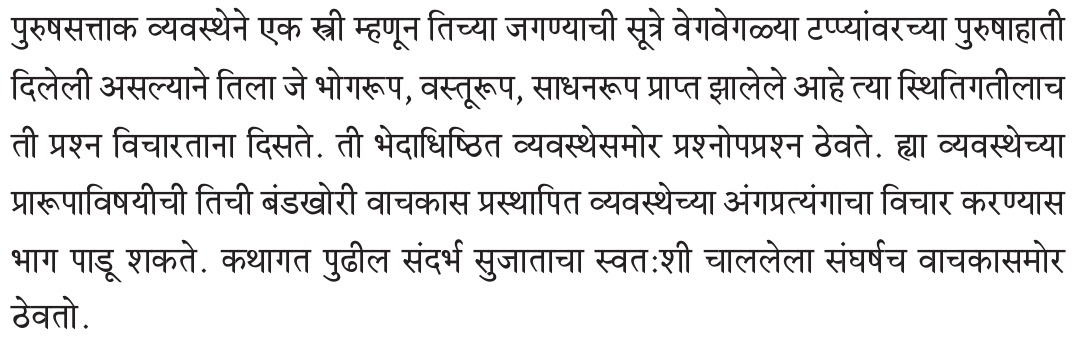 पुरुषसत्ताक व्यवस्थेने एक स्त्री म्हणून तिच्या जगण्याची सूत्रे वेगवेगळ्या टप्प्यांवरच्या पुरुषाहाती
दिलेली असल्याने तिला जे भोगरूप, वस्तूरूप, साधनरूप प्राप्त झालेले आहे त्या स्थितिगतीलाच
ती प्रश्न विचारताना दिसते. ती भेदाधिष्ठित व्यवस्थेसमोर प्रश्नोपप्रश्न ठेवते. ह्या व्यवस्थेच्या
प्रारूपाविषयीची तिची बंडखोरी वाचकास प्रस्थापित व्यवस्थेच्या अंगप्रत्यंगाचा विचार करण्यास
भाग पाडू शकते. कथागत पुढील संदर्भ सुजाताचा स्वतःशी चाललेला संघर्षच वाचकासमोर
ठेवतो.